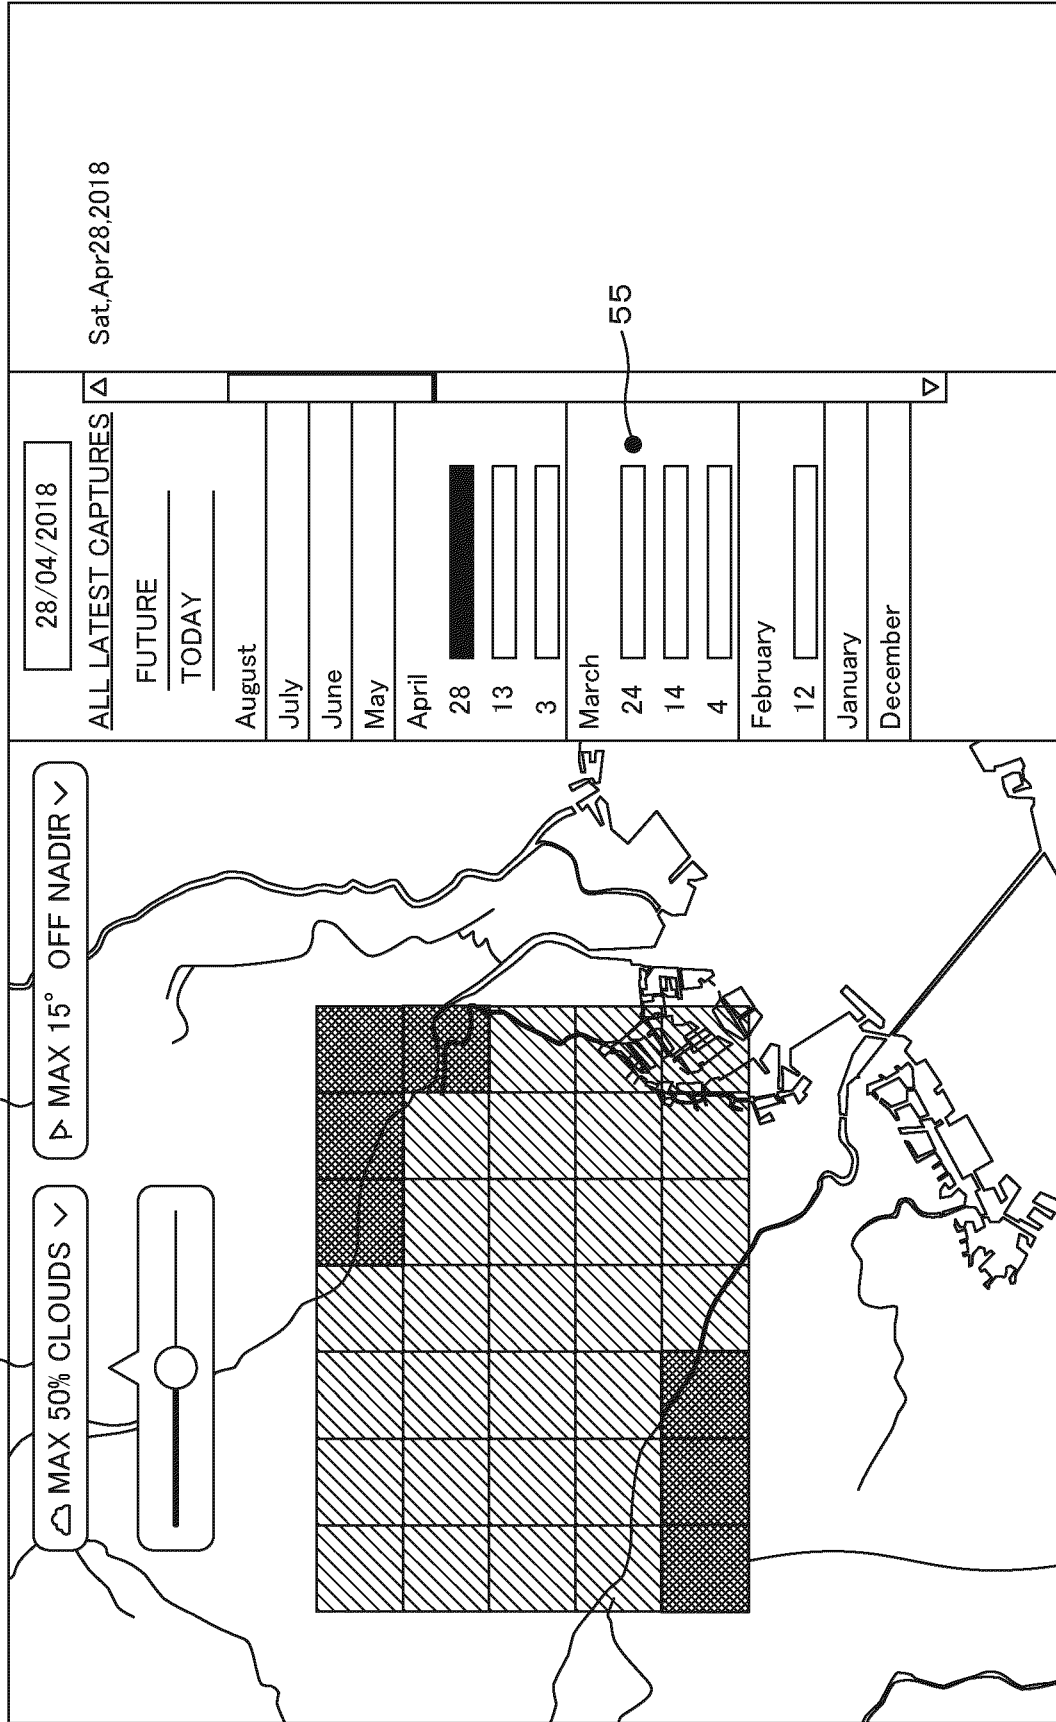 MAX 50% CLOUDS
MAX 15° OFF NADIR
28/04/2018
ALL LATEST CAPTURES
Sat,Apr28,2018
FUTURE
TODAY
August
July
June
May
April
28
13
3
March
24
14
4
February
12
January
December
55